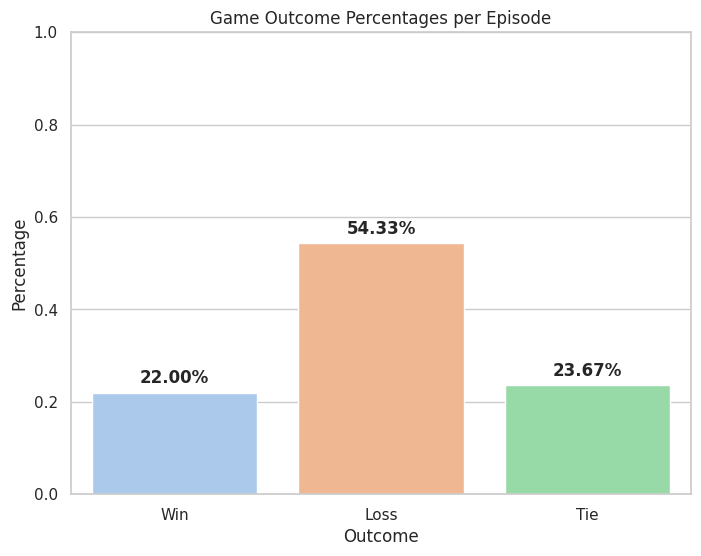 Game Outcome Percentages per Episode
1.0
0.8
0.6
0.4
0.2
0.0
Percentage
22.00%
54.33%
23.67%
Win Loss Tie
Outcome